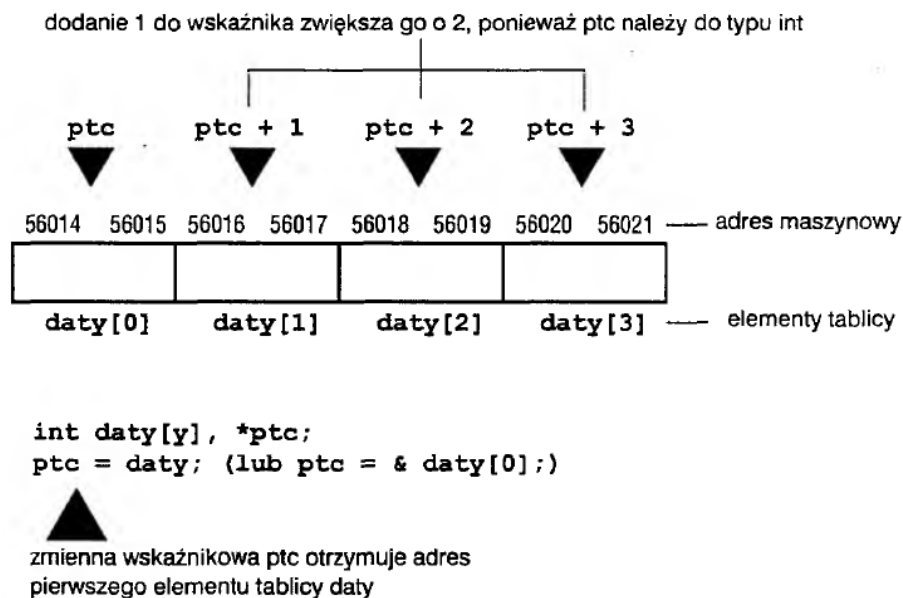 dodanie 1 do wskaźnika zwiększa go o 2, ponieważ ptc należy do typu int
ptc ptc + 1 ptc + 2 ptc + 3
56014 56015 56016 56017 56018 56019 56020 56021 adres maszynowy
daty[0] daty[1] daty[2] daty[3] elementy tablicy
int daty[y], *ptc;
ptc = daty; (lub ptc = & daty[0];)
zmienna wskaźnikowa ptc otrzymuje adres
pierwszego elementu tablicy daty